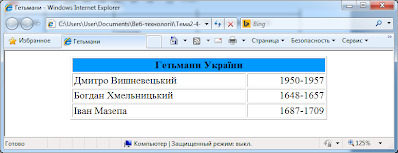 Гетьмани - Windows Internet Explorer
C:\Users\User\Documents\Веб-технології\Тема2-
Bing
Избранное Гетьмани Страница Безопасность Сервис
Гетьмани України
Дмитро Вишневецький 1950-1957
Богдан Хмельницький 1648-1657
Іван Мазепа 1687-1709
Готово Компьютер | Защищенный режим: выкл. 125%